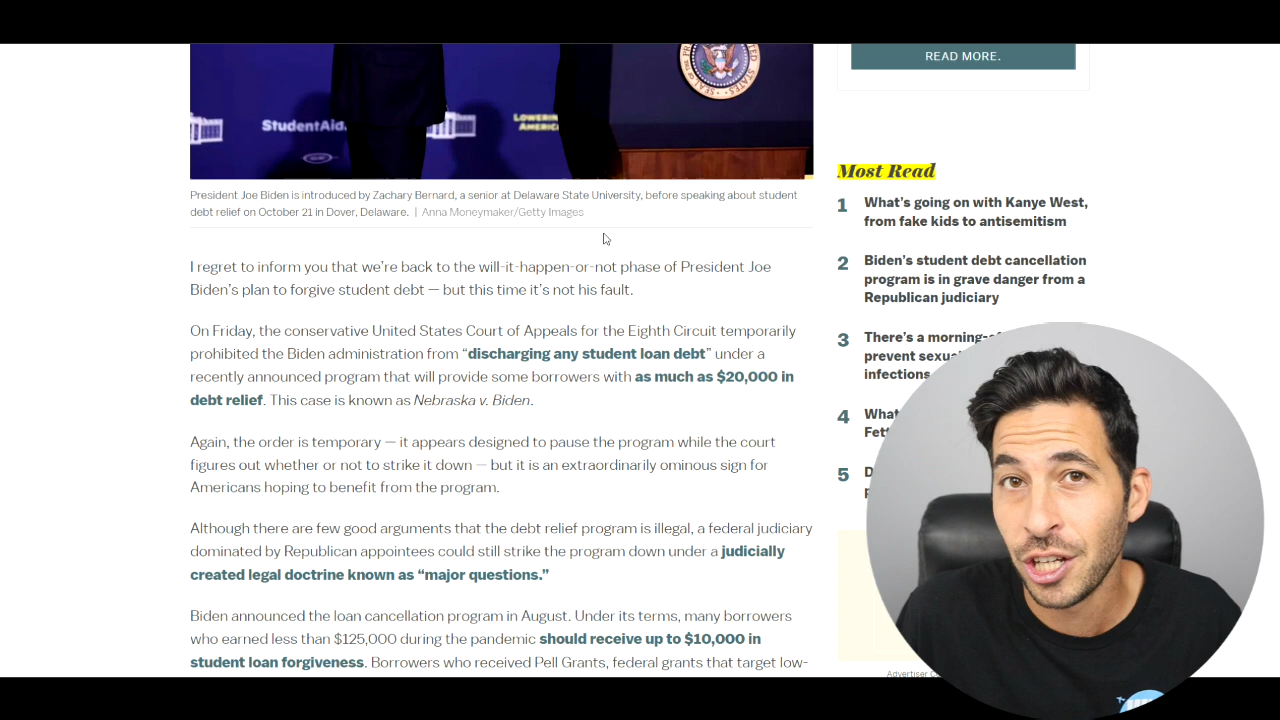 READ MORE.
StudentAid.
LOWERIN
AMERICA
President Joe Biden is introduced by Zachary Bernard, a senior at Delaware State University, before speaking about student
debt relief on October 21 in Dover, Delaware. | Anna Moneymaker/Getty Images
I regret to inform you that we’re back to the will-it-happen-or-not phase of President Joe
Biden’s plan to forgive student debt — but this time it’s not his fault.
On Friday, the conservative United States Court of Appeals for the Eighth Circuit temporarily
prohibited the Biden administration from “discharging any student loan debt” under a
recently announced program that will provide some borrowers with as much as $20,000 in
debt relief. This case is known as Nebraska v. Biden.
Again, the order is temporary — it appears designed to pause the program while the court
figures out whether or not to strike it down — but it is an extraordinarily ominous sign for
Americans hoping to benefit from the program.
Although there are few good arguments that the debt relief program is illegal, a federal judiciary
dominated by Republican appointees could still strike the program down under a judicially
created legal doctrine known as “major questions.”
Biden announced the loan cancellation program in August. Under its terms, many borrowers
who earned less than $125,000 during the pandemic should receive up to $10,000 in
student loan forgiveness. Borrowers who received Pell Grants, federal grants that target low-
Most Read
1 What’s going on with Kanye West,
from fake kids to antisemitism
2 Biden’s student debt cancellation
program is in grave danger from a
Republican judiciary
3 There’s a morning-
prevent sexu
infections
4 What
Fett
5 D
Advertiser C